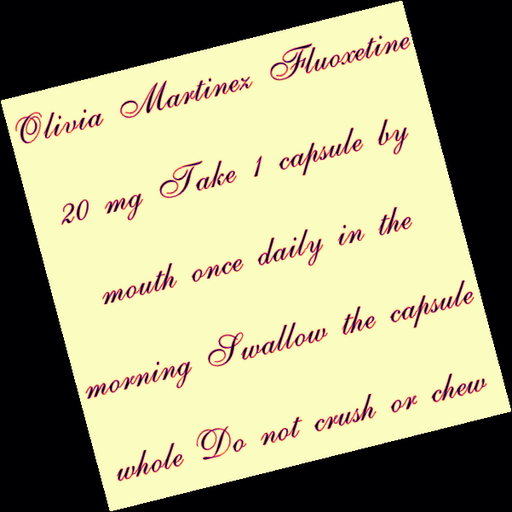 Olivia Martinez Fluoxetine
20 mg Take 1 capsule by
mouth once daily in the
morning Swallow the capsule
whole Do not crush or chew